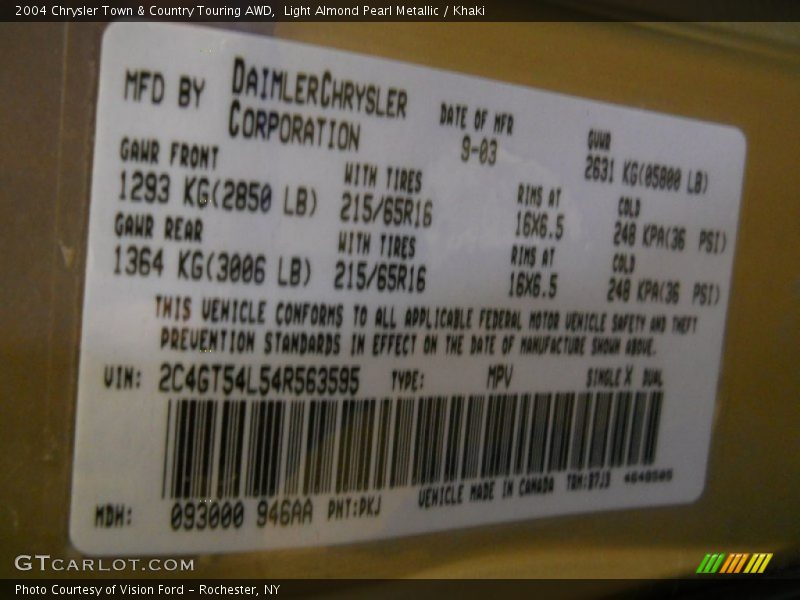 2004 Chrysler Town & Country Touring AWD, Light Almond Pearl Metallic / Khaki
MFD BY DAIMLERCHRYSLER CORPORATION
DATE OF MFR 9-03
GVWR 2631 KG(05800 LB)
GAWR FRONT 1293 KG(2850 LB)
WITH TIRES 215/65R16
RIMS AT 16X6.5
COLD 248 KPA(36 PSI)
GAWR REAR 1364 KG(3006 LB)
WITH TIRES 215/65R16
RIMS AT 16X6.5
COLD 248 KPA(36 PSI)
THIS VEHICLE CONFORMS TO ALL APPLICABLE FEDERAL MOTOR VEHICLE SAFETY AND THEFT
PREVENTION STANDARDS IN EFFECT ON THE DATE OF MANUFACTURE SHOWN ABOVE.
VIN: 2C4GT54L54R563595 TYPE: MPV SINGLE X DUAL
MDH: 093000 946AA PNT:PKJ VEHICLE MADE IN CANADA TRM:B7J3
GTCARLOT.COM
Photo Courtesy of Vision Ford – Rochester, NY